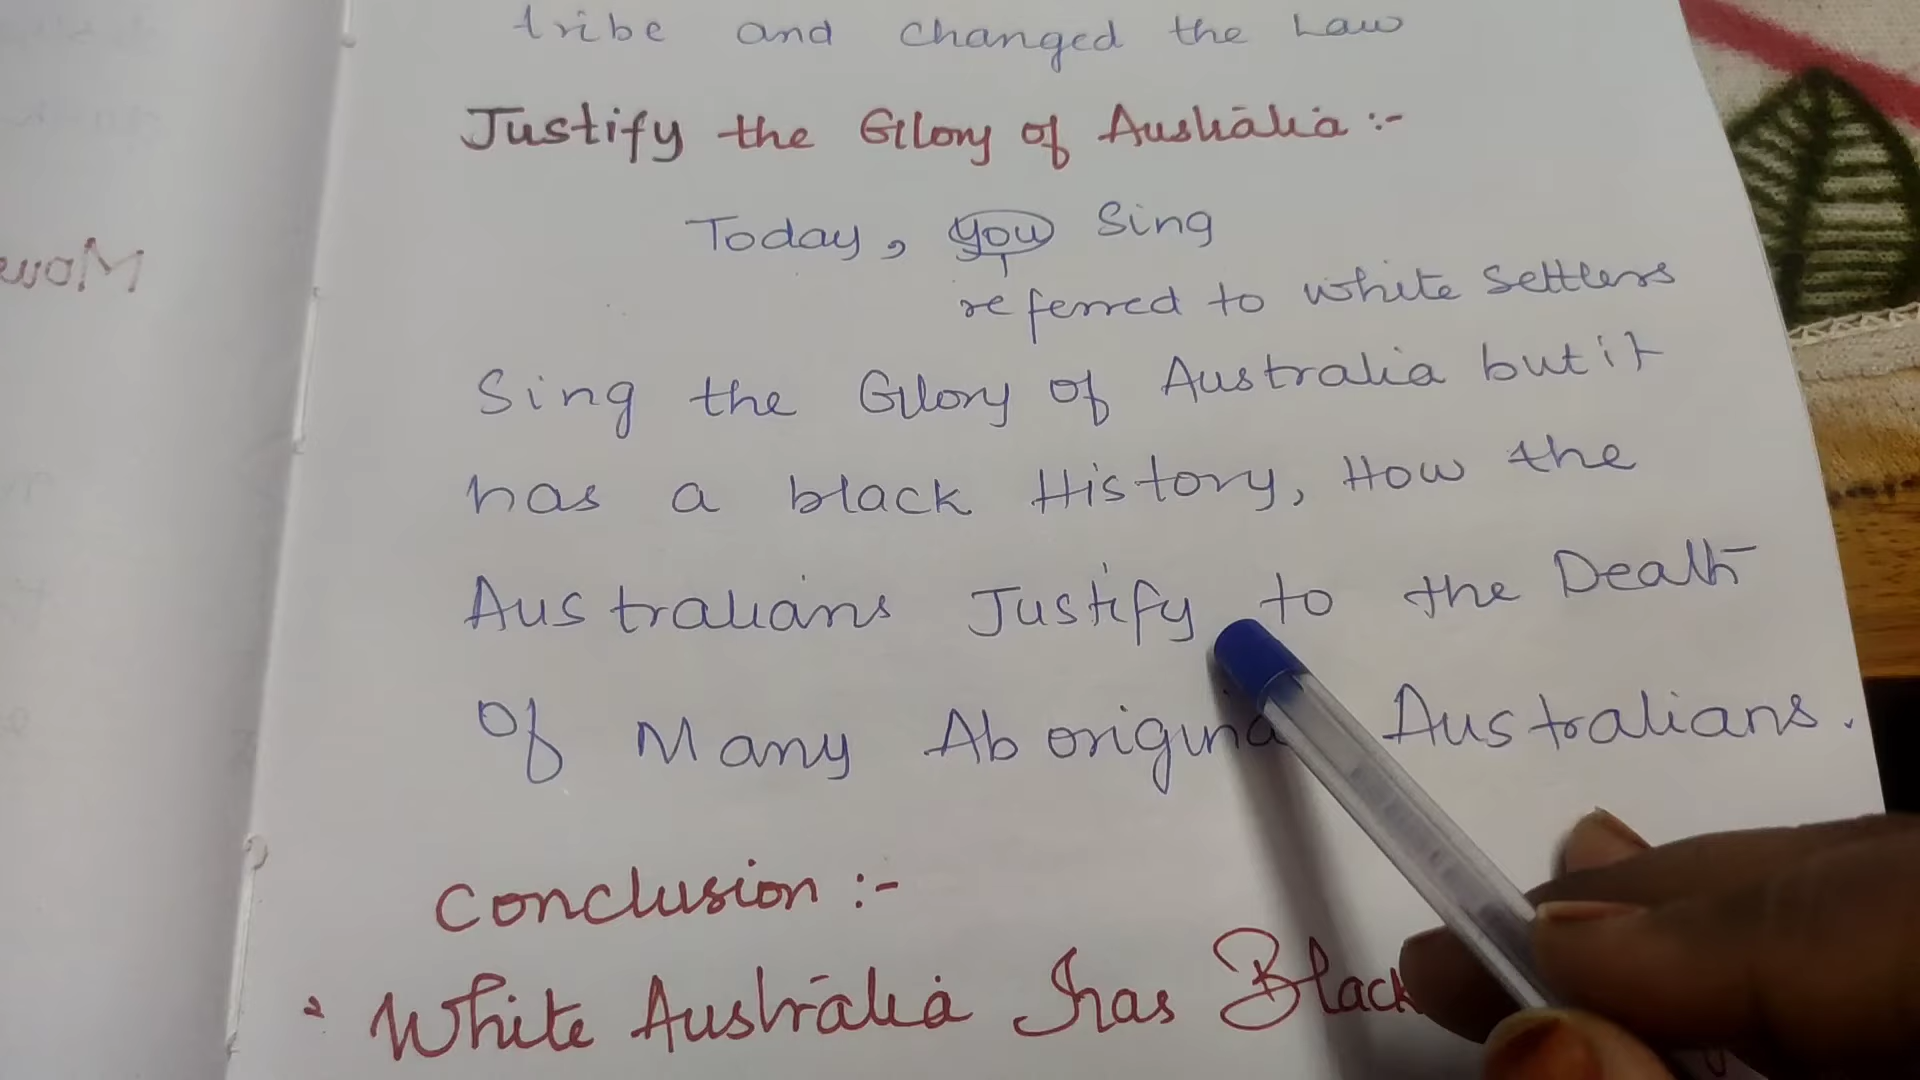 tribe and changed the Law
Justify the Glory of Australia :-
Today, you Sing
referred to white settlers
Sing the Glory of Australia but it
has a black History, How the
Australians Justify to the Death
Of Many Aborigina Australians.
Conclusion :-
White Australia has Black